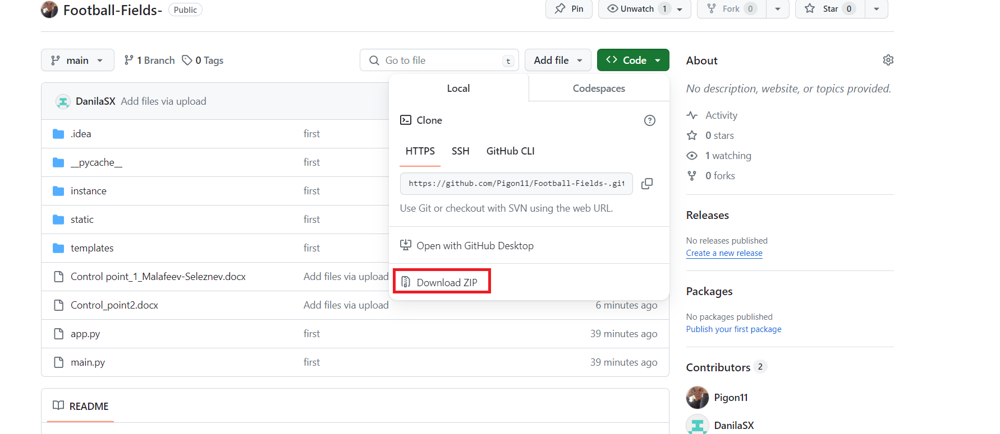 Football-Fields- Public
Pin
Unwatch 1
Fork 0
Star 0
main
1 Branch
0 Tags
Go to file t
Add file
Code
DanilaSX Add files via upload
.idea first
__pycache__ first
instance first
static first
templates first
Control point_1_Malafeev-Seleznev.docx Add files via upload
Control_point2.docx Add files via upload 6 minutes ago
app.py first 39 minutes ago
main.py first 39 minutes ago
README
Local Codespaces
Clone
HTTPS SSH GitHub CLI
https://github.com/Pigon11/Football-Fields-.git
Use Git or checkout with SVN using the web URL.
Open with GitHub Desktop
Download ZIP
About
No description, website, or topics provided.
Activity
0 stars
1 watching
0 forks
Releases
No releases published
Create a new release
Packages
No packages published
Publish your first package
Contributors 2
Pigon11
DanilaSX